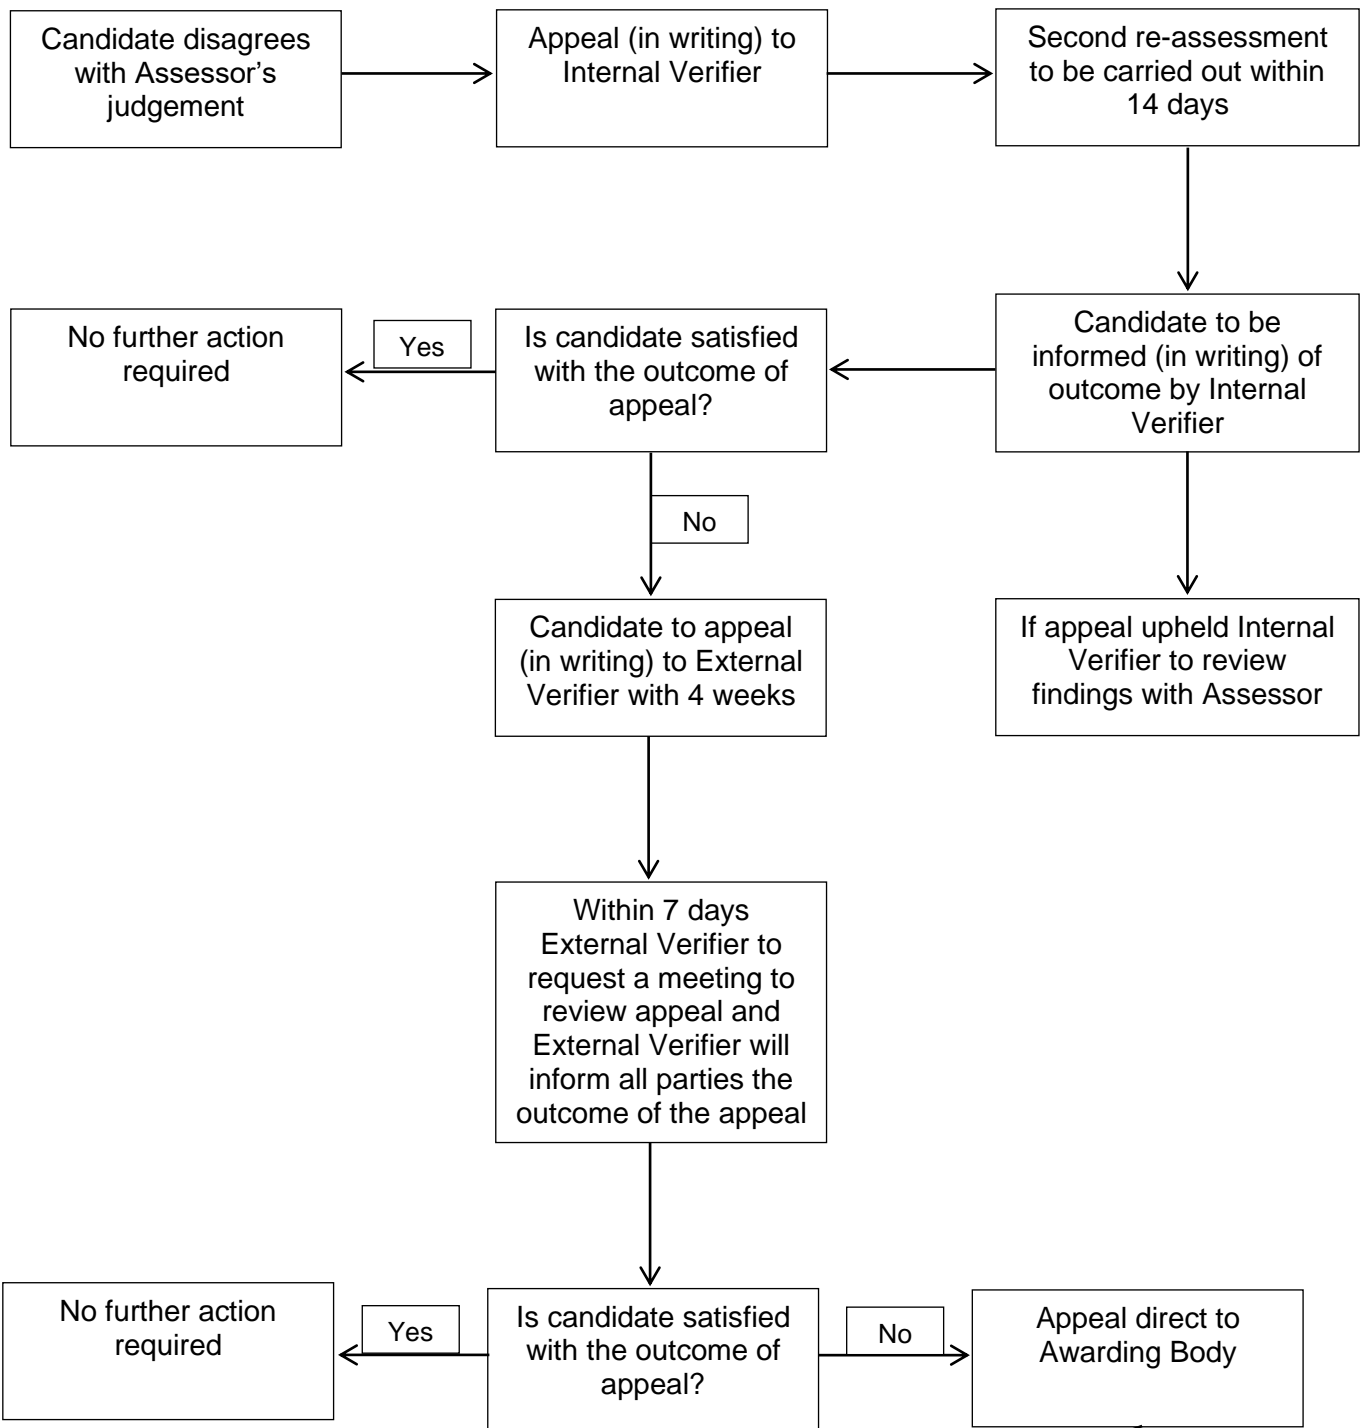 Candidate disagrees
with Assessor’s
judgement
Appeal (in writing) to
Internal Verifier
Second re-assessment
to be carried out within
14 days
No further action
required
Yes
Is candidate satisfied
with the outcome of
appeal?
Candidate to be
informed (in writing) of
outcome by Internal
Verifier
No
Candidate to appeal
(in writing) to External
Verifier with 4 weeks
If appeal upheld Internal
Verifier to review
findings with Assessor
Within 7 days
External Verifier to
request a meeting to
review appeal and
External Verifier will
inform all parties the
outcome of the appeal
No further action
required
Yes
Is candidate satisfied
with the outcome of
appeal?
No
Appeal direct to
Awarding Body